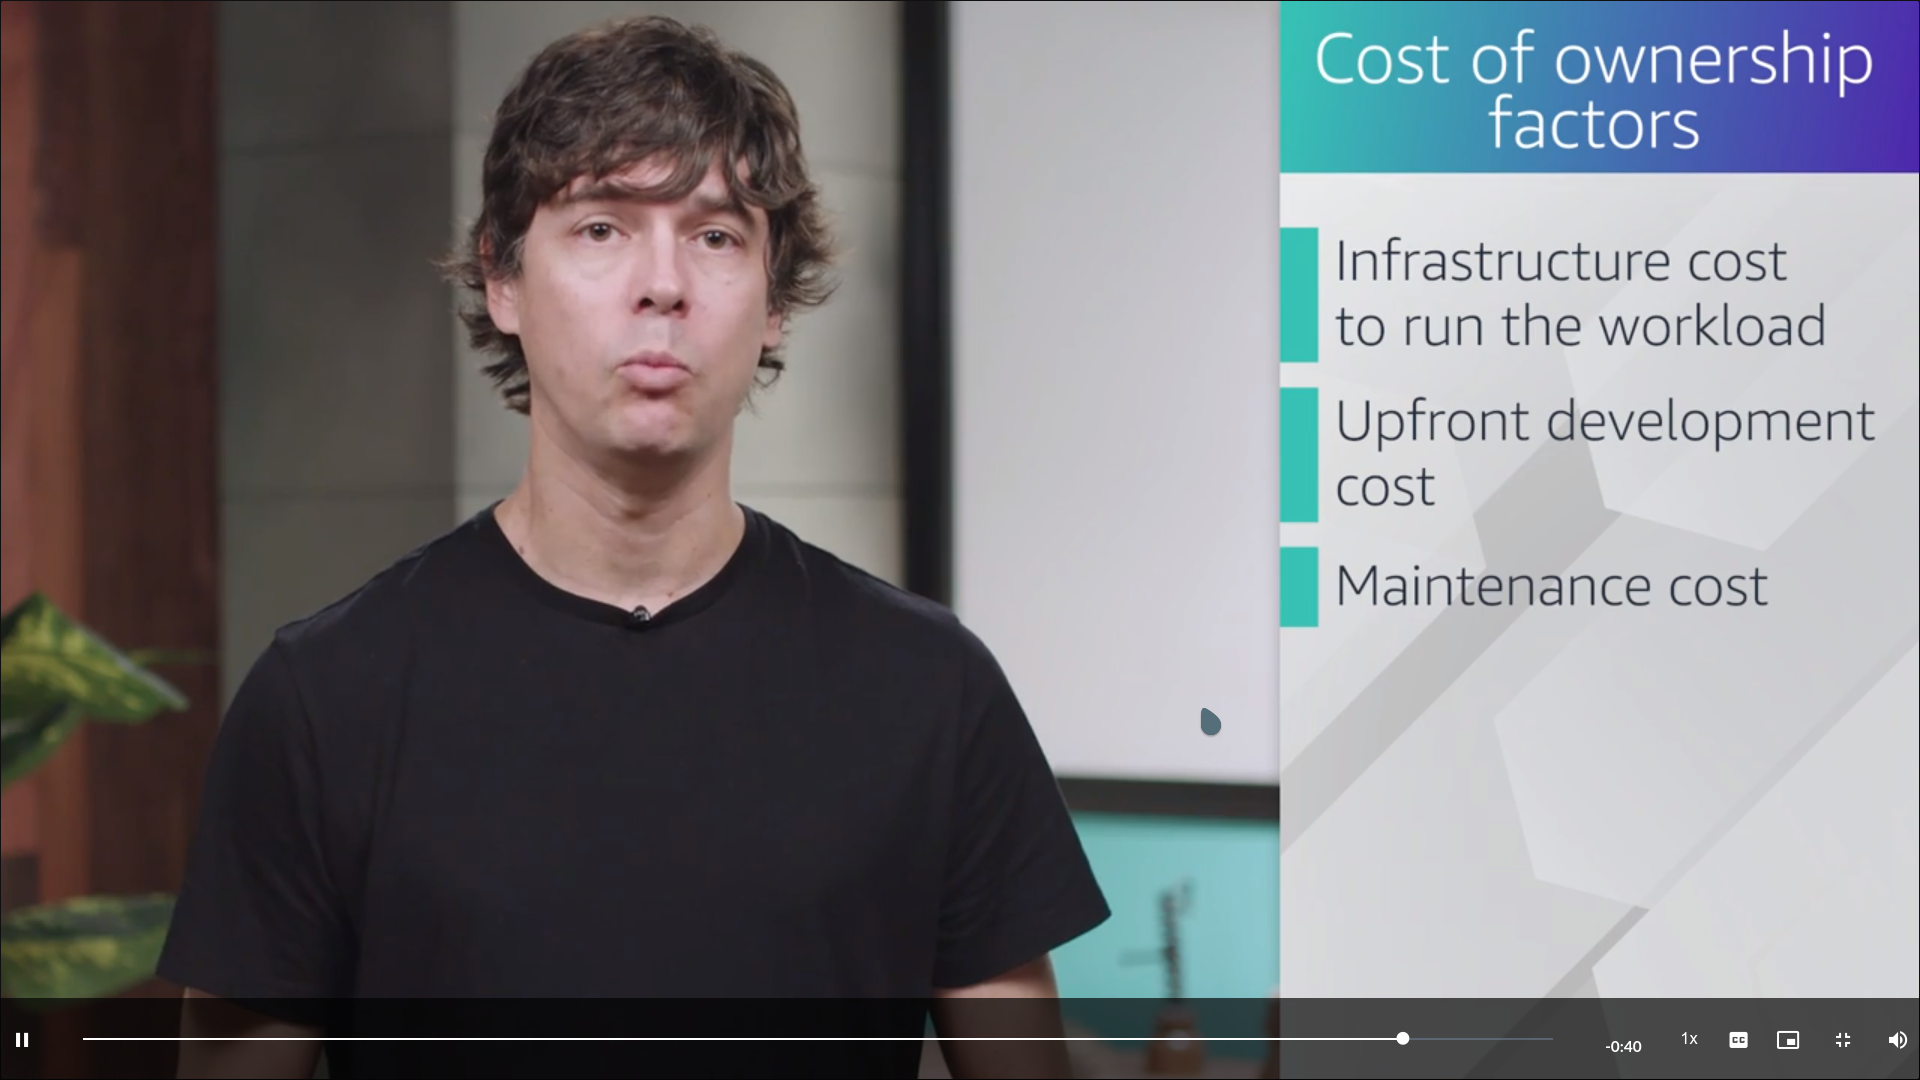 Cost of ownership
factors
Infrastructure cost
to run the workload
Upfront development
cost
Maintenance cost
-0:40
1x
CC